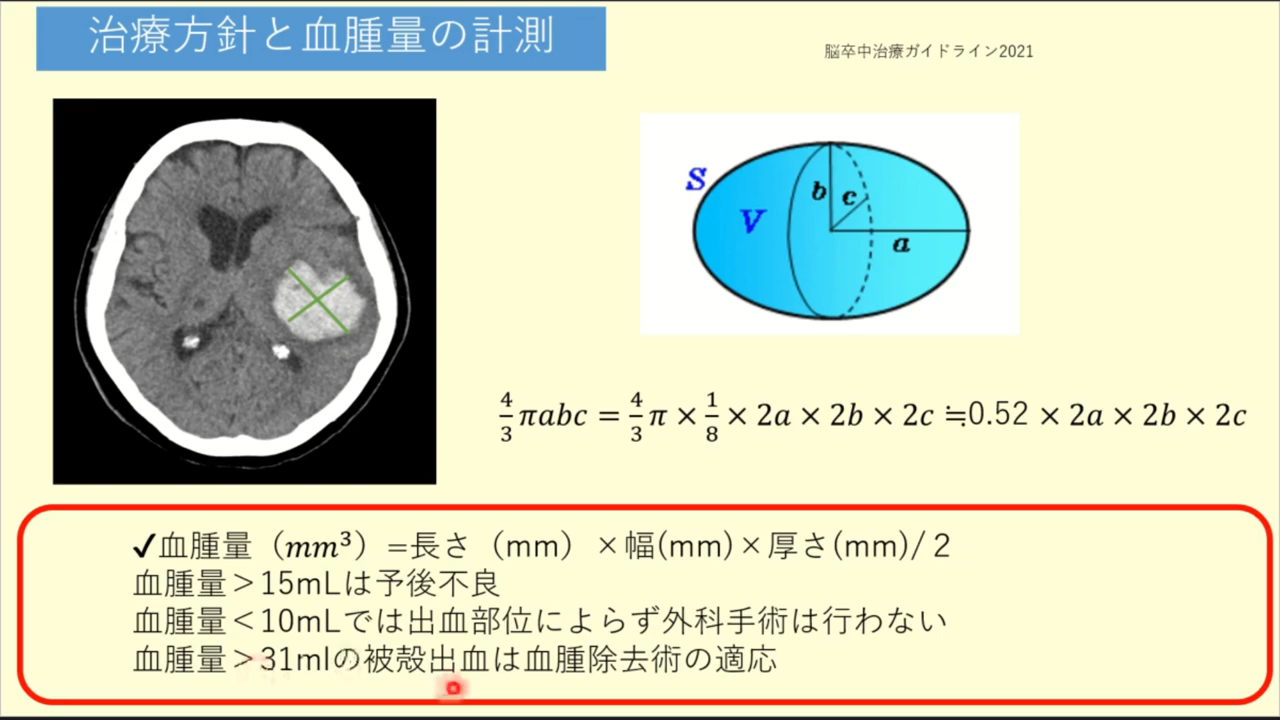 治療方針と血腫量の計測
脳卒中治療ガイドライン2021
S
V
b
c
a
4/3 πabc = 4/3 π × 1/8 × 2a × 2b × 2c ≒0.52 × 2a × 2b × 2c
✓血腫量（mm³）=長さ（mm）×幅(mm)×厚さ(mm)/２
血腫量＞15mLは予後不良
血腫量＜10mLでは出血部位によらず外科手術は行わない
血腫量＞31mlの被殻出血は血腫除去術の適応